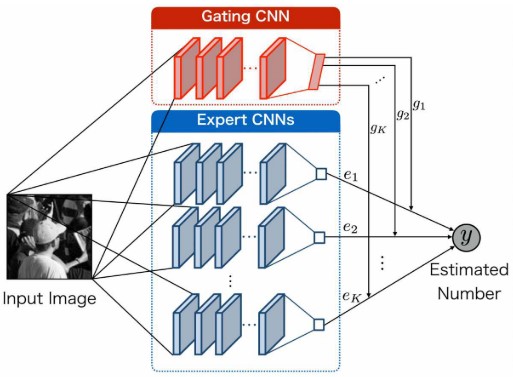 Gating CNN
...
...
g_1
g_2
g_K
Expert CNNs
...
e_1
...
e_2
y
⋮
⋮
Estimated
Number
Input Image
...
e_K